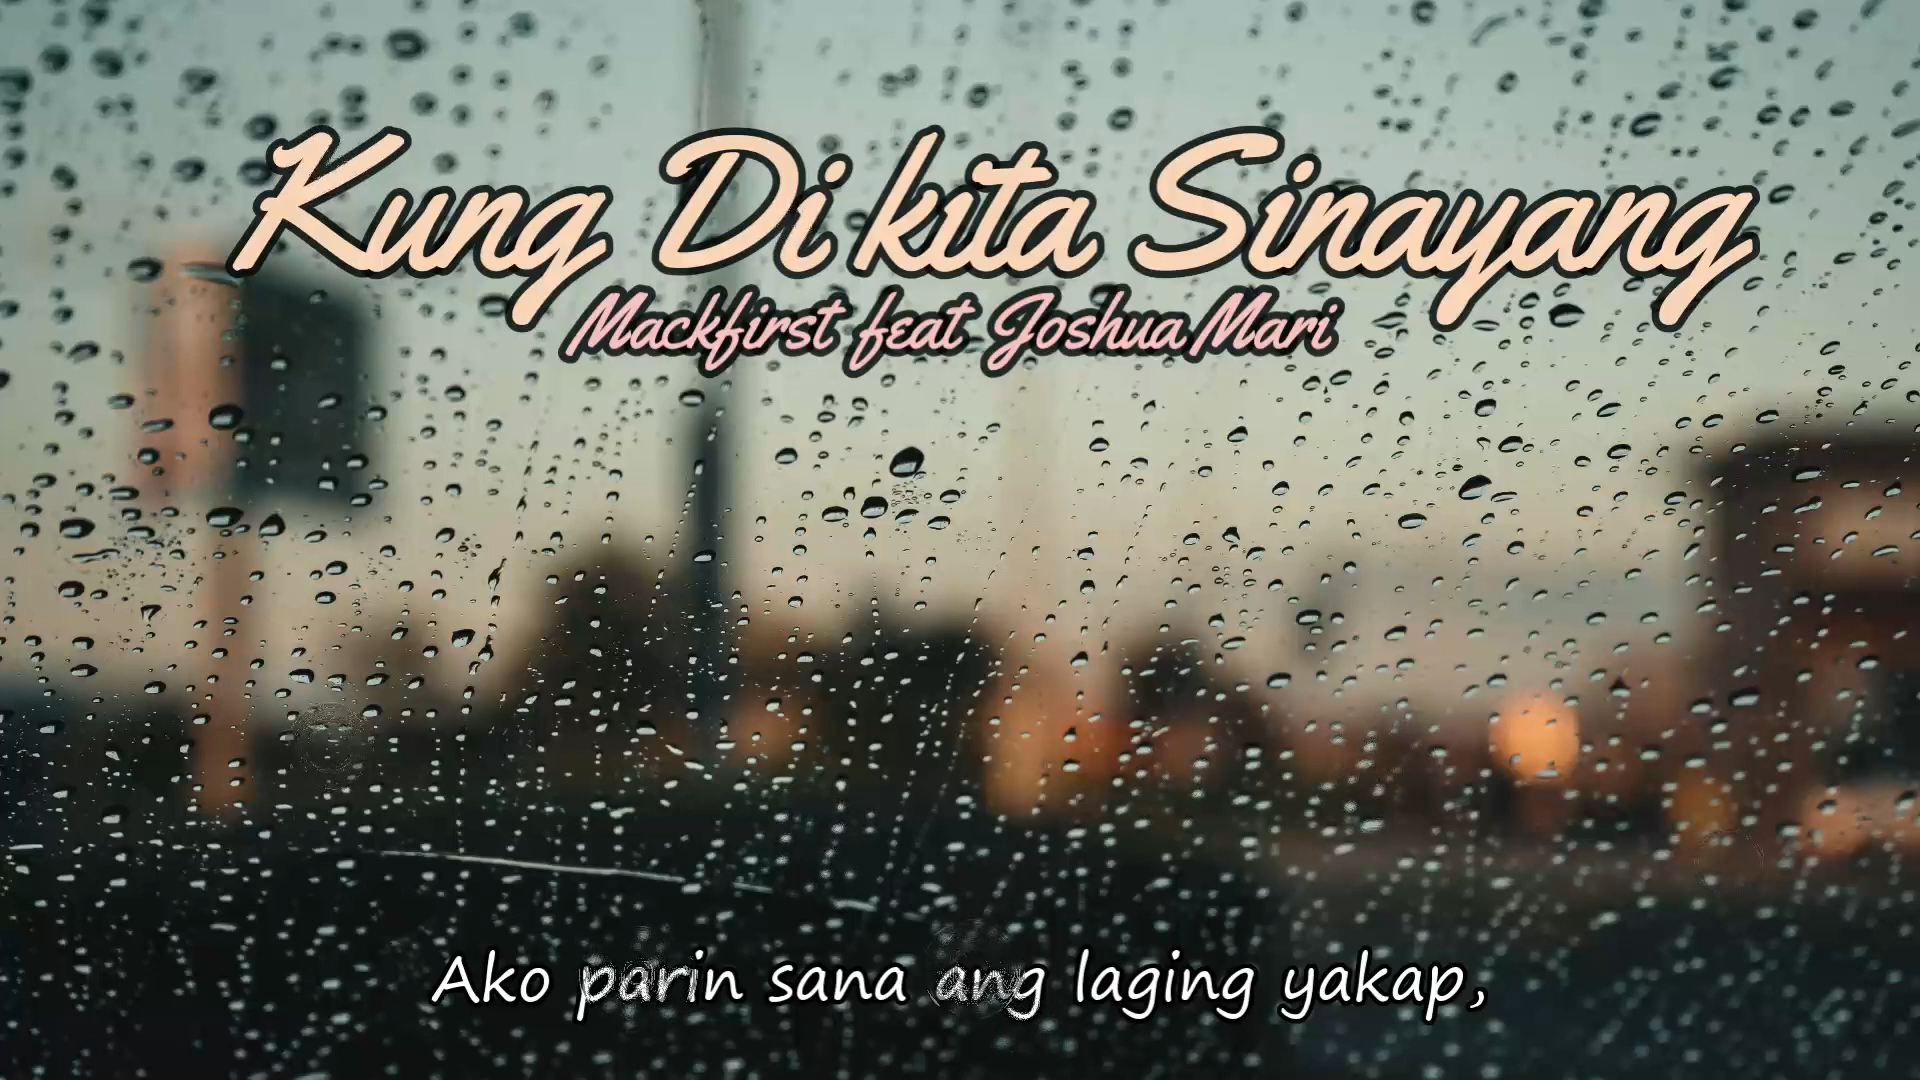 Kung Di kita Sinayang
Mackfirst feat Joshua Mari
Ako parin sana ang laging yakap,